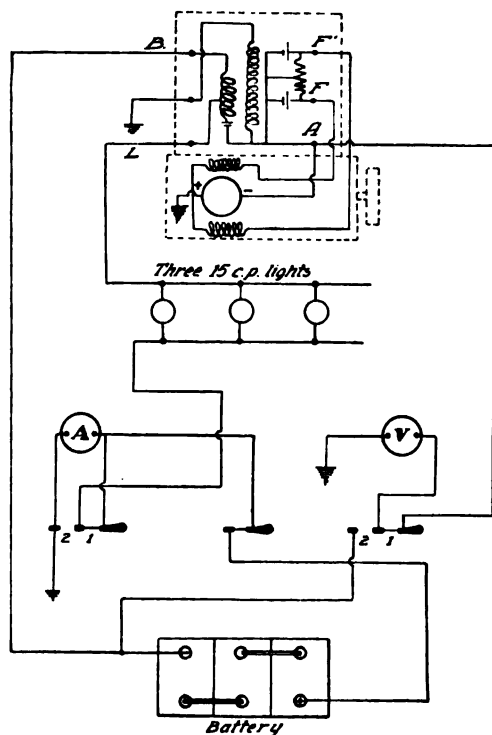 B.
F'
F
L
A
+ -
Three 15 c.p. lights
A
V
2 1
2 1
- +
Battery